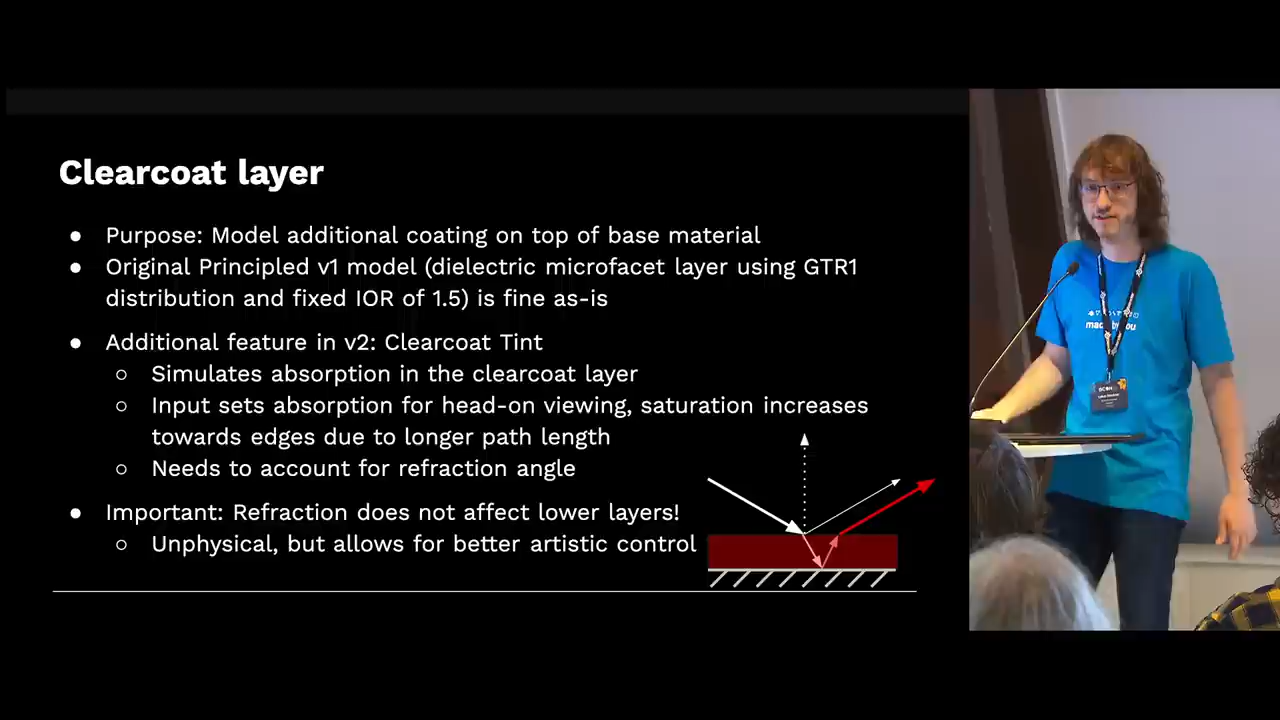 Clearcoat layer
● Purpose: Model additional coating on top of base material
● Original Principled v1 model (dielectric microfacet layer using GTR1
distribution and fixed IOR of 1.5) is fine as-is
● Additional feature in v2: Clearcoat Tint
○ Simulates absorption in the clearcoat layer
○ Input sets absorption for head-on viewing, saturation increases
towards edges due to longer path length
○ Needs to account for refraction angle
● Important: Refraction does not affect lower layers!
○ Unphysical, but allows for better artistic control